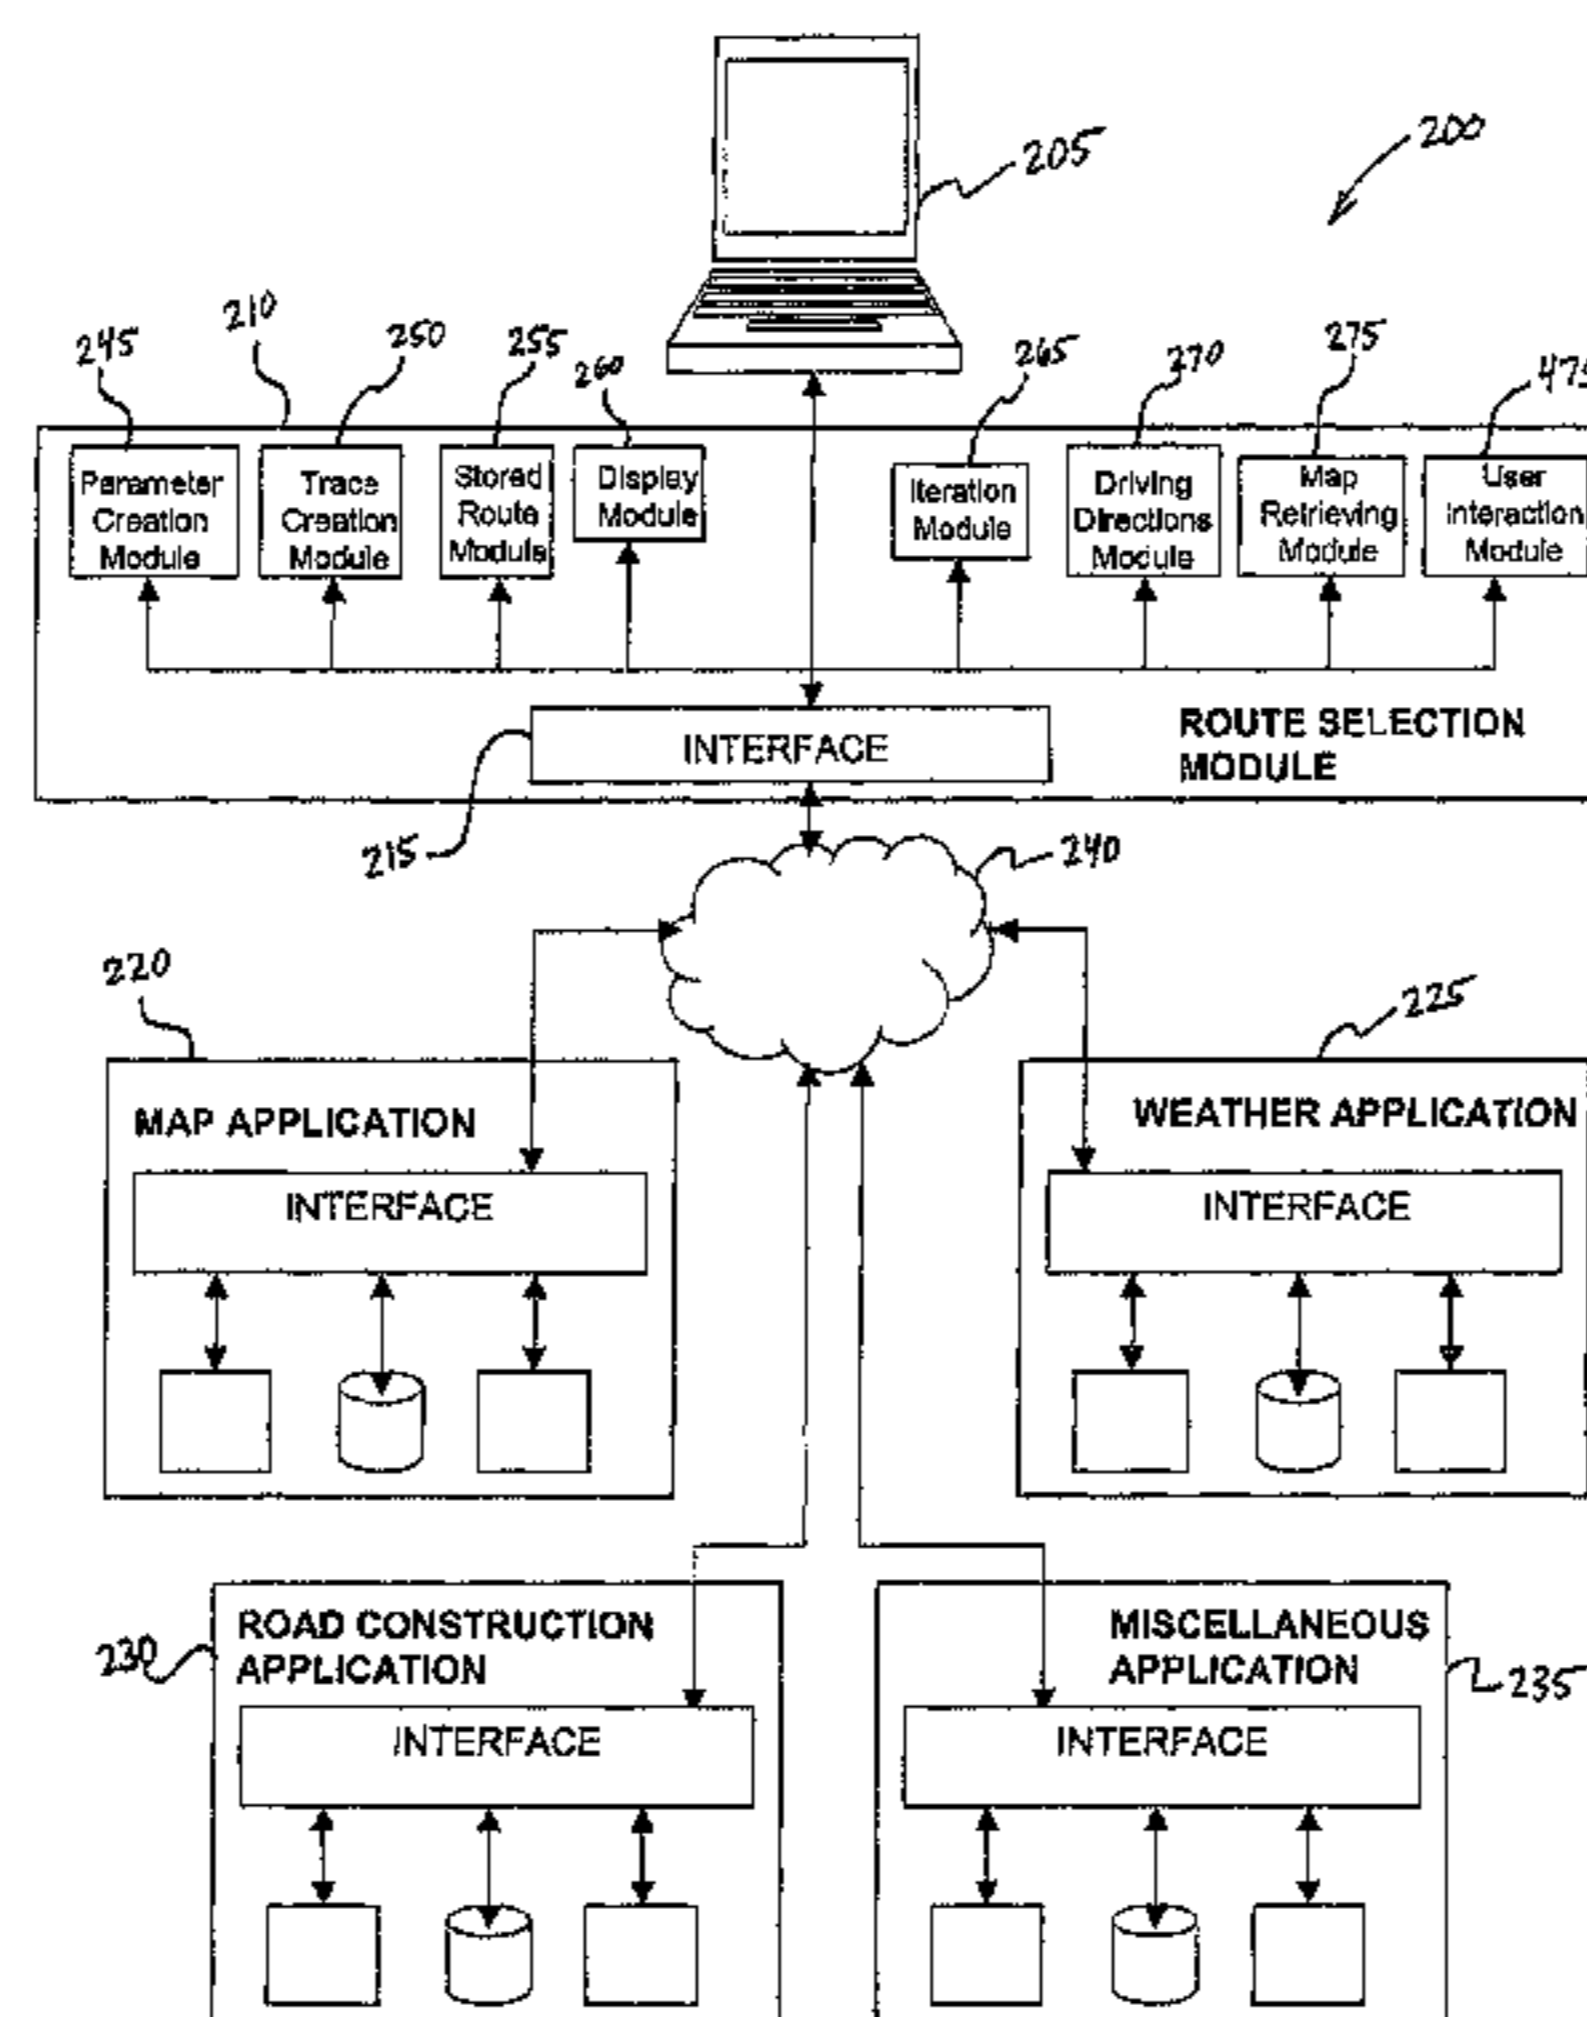 205
200
210
245
250
255
260
265
270
275
475
Parameter
Creation
Module
Trace
Creation
Module
Stored
Route
Module
Display
Module
Iteration
Module
Driving
Directions
Module
Map
Retrieving
Module
User
Interaction
Module
INTERFACE
ROUTE SELECTION
MODULE
215
240
220
225
MAP APPLICATION
INTERFACE
WEATHER APPLICATION
INTERFACE
230
ROAD CONSTRUCTION
APPLICATION
INTERFACE
MISCELLANEOUS
APPLICATION
235
INTERFACE